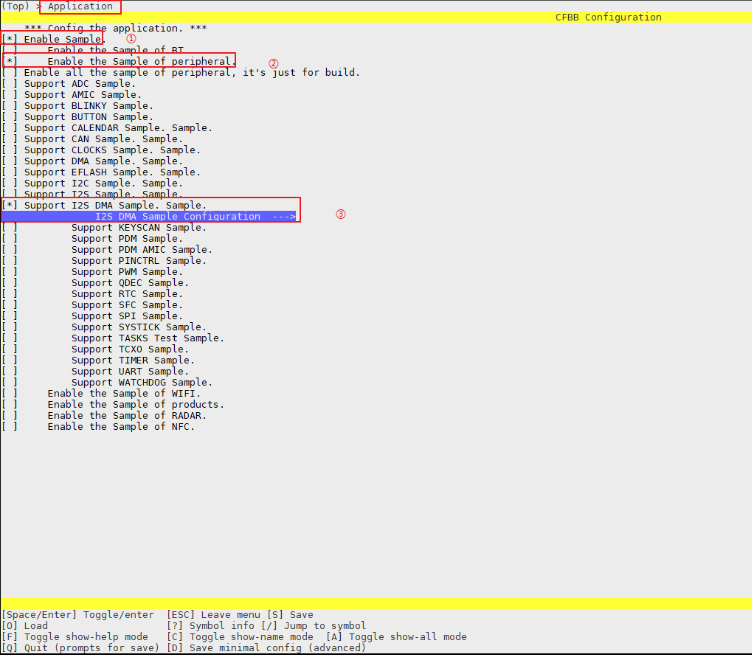 (Top) > Application
CFBB Configuration
*** Config the application. ***
[*] Enable Sample. ①
[ ] Enable the Sample of BT.
[*] Enable the Sample of peripheral. ②
[ ] Enable all the sample of peripheral, it's just for build.
[ ] Support ADC Sample.
[ ] Support AMIC Sample.
[ ] Support BLINKY Sample.
[ ] Support BUTTON Sample.
[ ] Support CALENDAR Sample. Sample.
[ ] Support CAN Sample. Sample.
[ ] Support CLOCKS Sample. Sample.
[ ] Support DMA Sample. Sample.
[ ] Support EFLASH Sample. Sample.
[ ] Support I2C Sample. Sample.
[ ] Support I2S Sample. Sample.
[*] Support I2S DMA Sample. Sample.
I2S DMA Sample Configuration ---> ③
[ ] Support KEYSCAN Sample.
[ ] Support PDM Sample.
[ ] Support PDM AMIC Sample.
[ ] Support PINCTRL Sample.
[ ] Support PWM Sample.
[ ] Support QDEC Sample.
[ ] Support RTC Sample.
[ ] Support SFC Sample.
[ ] Support SPI Sample.
[ ] Support SYSTICK Sample.
[ ] Support TASKS Test Sample.
[ ] Support TCXO Sample.
[ ] Support TIMER Sample.
[ ] Support UART Sample.
[ ] Support WATCHDOG Sample.
[ ] Enable the Sample of WIFI.
[ ] Enable the Sample of products.
[ ] Enable the Sample of RADAR.
[ ] Enable the Sample of NFC.
[Space/Enter] Toggle/enter [ESC] Leave menu [S] Save
[O] Load [?] Symbol info [/] Jump to symbol
[F] Toggle show-help mode [C] Toggle show-name mode [A] Toggle show-all mode
[Q] Quit (prompts for save) [D] Save minimal config (advanced)